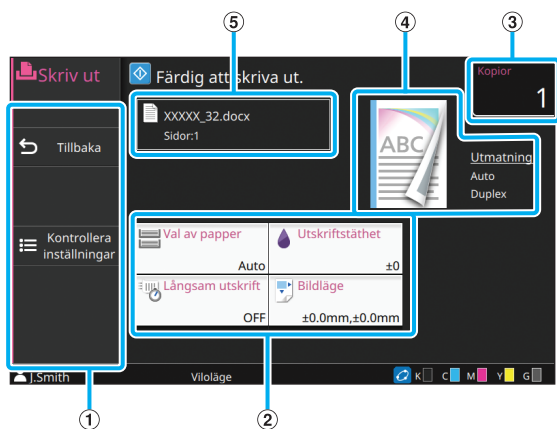 5
4
3
Skriv ut
Färdig att skriva ut.
Kopior
1
XXXXX_32.docx
Sidor:1
ABC
Tillbaka
Utmatning
Auto
Duplex
Kontrollera
inställningar
Val av papper
Auto
Utskriftstäthet
±0
Långsam utskrift
OFF
Bildläge
±0.0mm,±0.0mm
J.Smith
Viloläge
K C M Y G
1
2